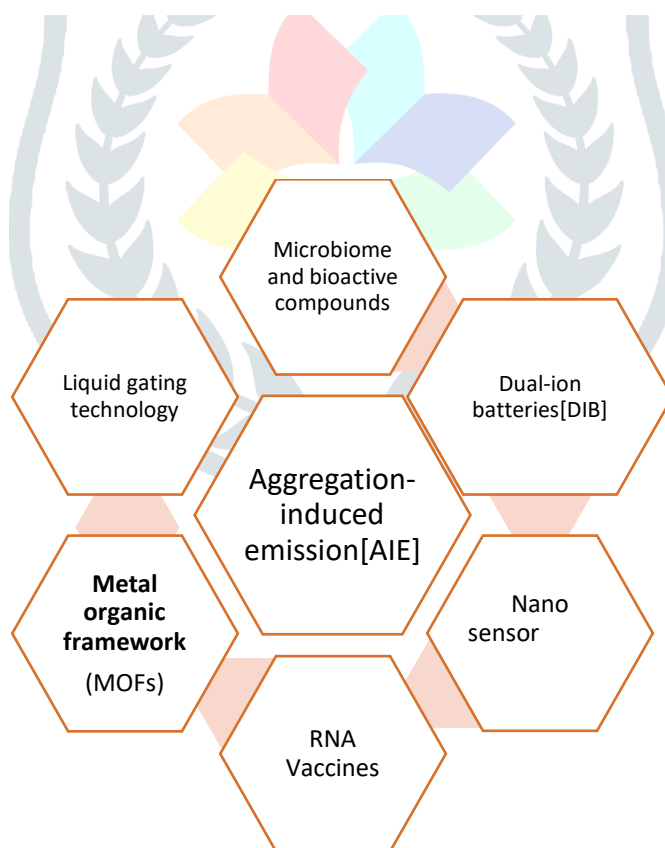 Microbiome
and bioactive
compounds
Liquid gating
technology
Dual-ion
batteries[DIB]
Aggregation-
induced
emission[AIE]
Metal
organic
framework
(MOFs)
Nano
sensor
RNA
Vaccines